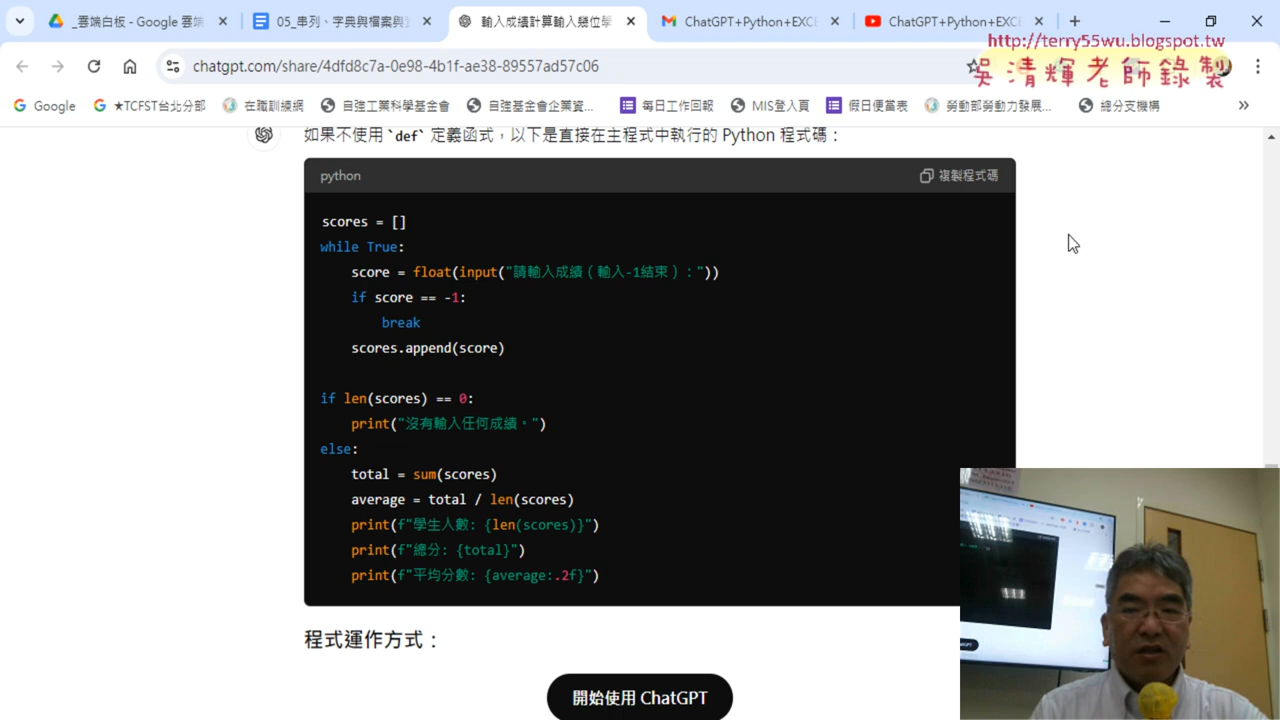 _雲端白板 - Google 雲端
05_串列、字典與檔案與
輸入成績計算輸入幾位學
ChatGPT+Python+EXCE
ChatGPT+Python+EXCE
http://terry55wu.blogspot.tw
吳清輝老師錄製
chatgpt.com/share/4dfd8c7a-0e98-4b1f-ae38-89557ad57c06
Google
★TCFST台北分部
在職訓練網
自強工業科學基金會
自強基金會企業資...
每日工作回報
MIS登入頁
假日便當表
勞動部勞動力發展...
總分支機構
如果不使用 `def` 定義函式，以下是直接在主程式中執行的 Python 程式碼：
python
複製程式碼
scores = []
while True:
score = float(input("請輸入成績（輸入-1結束）："))
if score == -1:
break
scores.append(score)
if len(scores) == 0:
print("沒有輸入任何成績。")
else:
total = sum(scores)
average = total / len(scores)
print(f"學生人數: {len(scores)}")
print(f"總分: {total}")
print(f"平均分數: {average:.2f}")
程式運作方式：
開始使用 ChatGPT